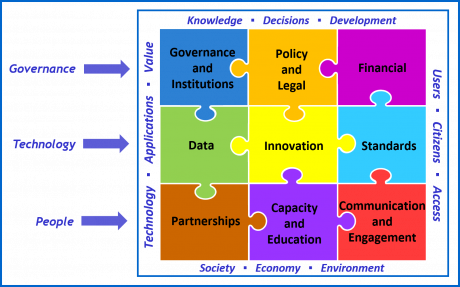 Knowledge ▪ Decisions ▪ Development
Governance
Technology
People
Technology ▪ Applications ▪ Value
Governance
and
Institutions
Policy
and
Legal
Financial
Data
Innovation
Standards
Partnerships
Capacity
and
Education
Communication
and
Engagement
Users ▪ Citizens ▪ Access
Society ▪ Economy ▪ Environment